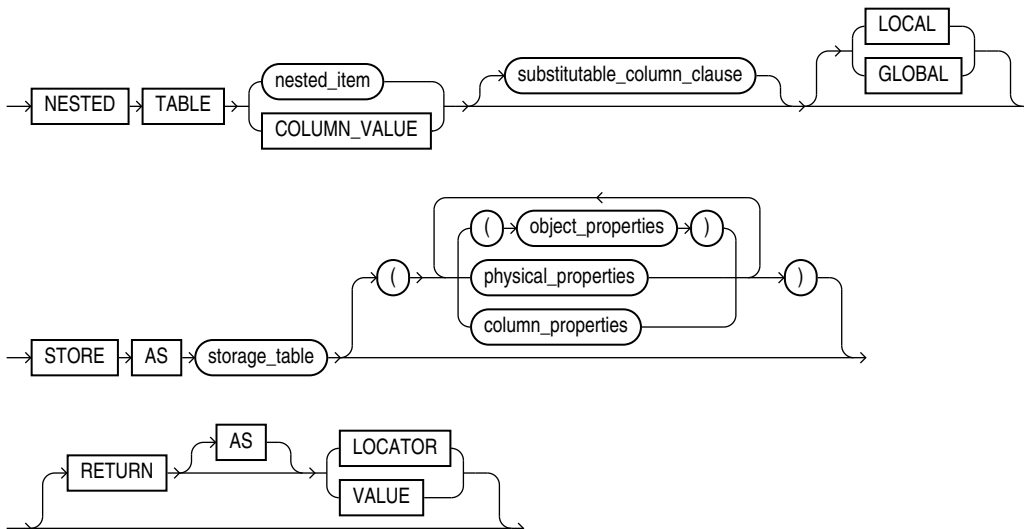 LOCAL
nested_item substitutable_column_clause GLOBAL
NESTED TABLE COLUMN_VALUE
( object_properties )
( physical_properties )
column_properties
STORE AS storage_table
AS LOCATOR
RETURN VALUE